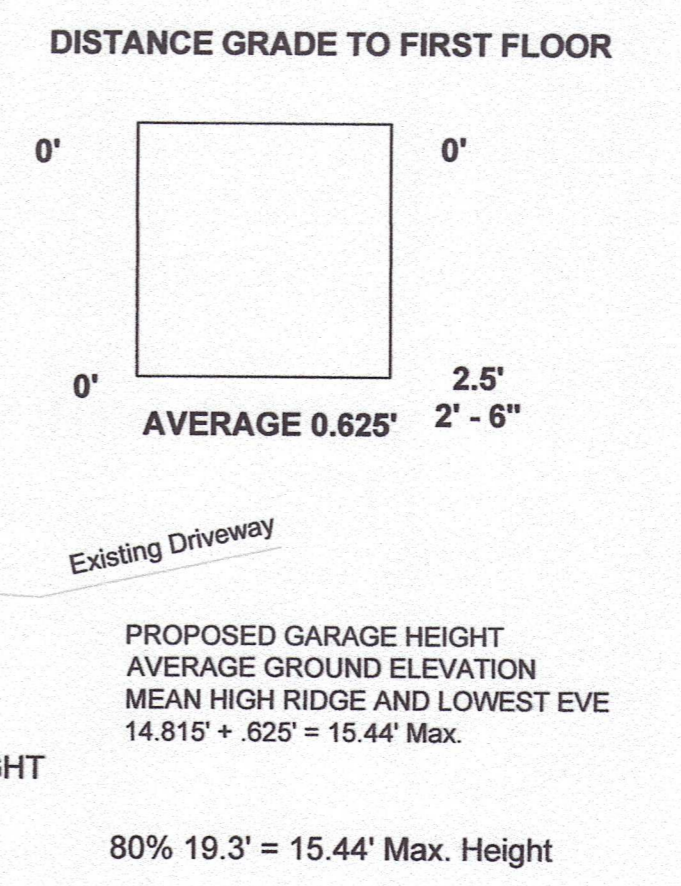 DISTANCE GRADE TO FIRST FLOOR
0'
0'
0'
2.5'
2' - 6"
AVERAGE 0.625'
Existing Driveway
PROPOSED GARAGE HEIGHT
AVERAGE GROUND ELEVATION
MEAN HIGH RIDGE AND LOWEST EVE
14.815' + .625' = 15.44' Max.
80% 19.3' = 15.44' Max. Height